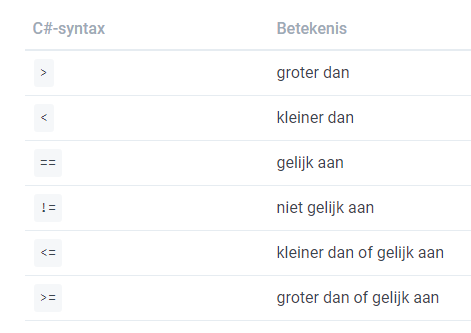 C#-syntax Betekenis
> groter dan
< kleiner dan
== gelijk aan
!= niet gelijk aan
<= kleiner dan of gelijk aan
>= groter dan of gelijk aan